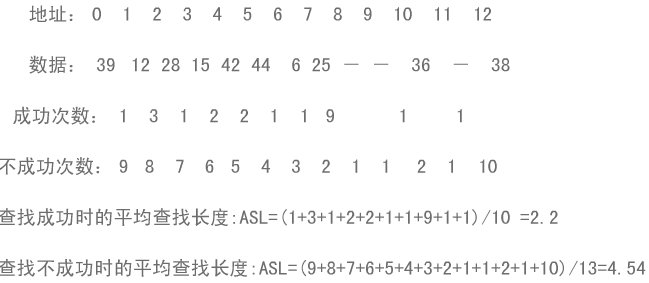 地址： 0 1 2 3 4 5 6 7 8 9 10 11 12
数据： 39 12 28 15 42 44 6 25 — — 36 — 38
成功次数： 1 3 1 2 2 1 1 9 1 1
不成功次数： 9 8 7 6 5 4 3 2 1 1 2 1 10
查找成功时的平均查找长度:ASL=(1+3+1+2+2+1+1+9+1+1)/10 =2.2
查找不成功时的平均查找长度:ASL=(9+8+7+6+5+4+3+2+1+1+2+1+10)/13=4.54